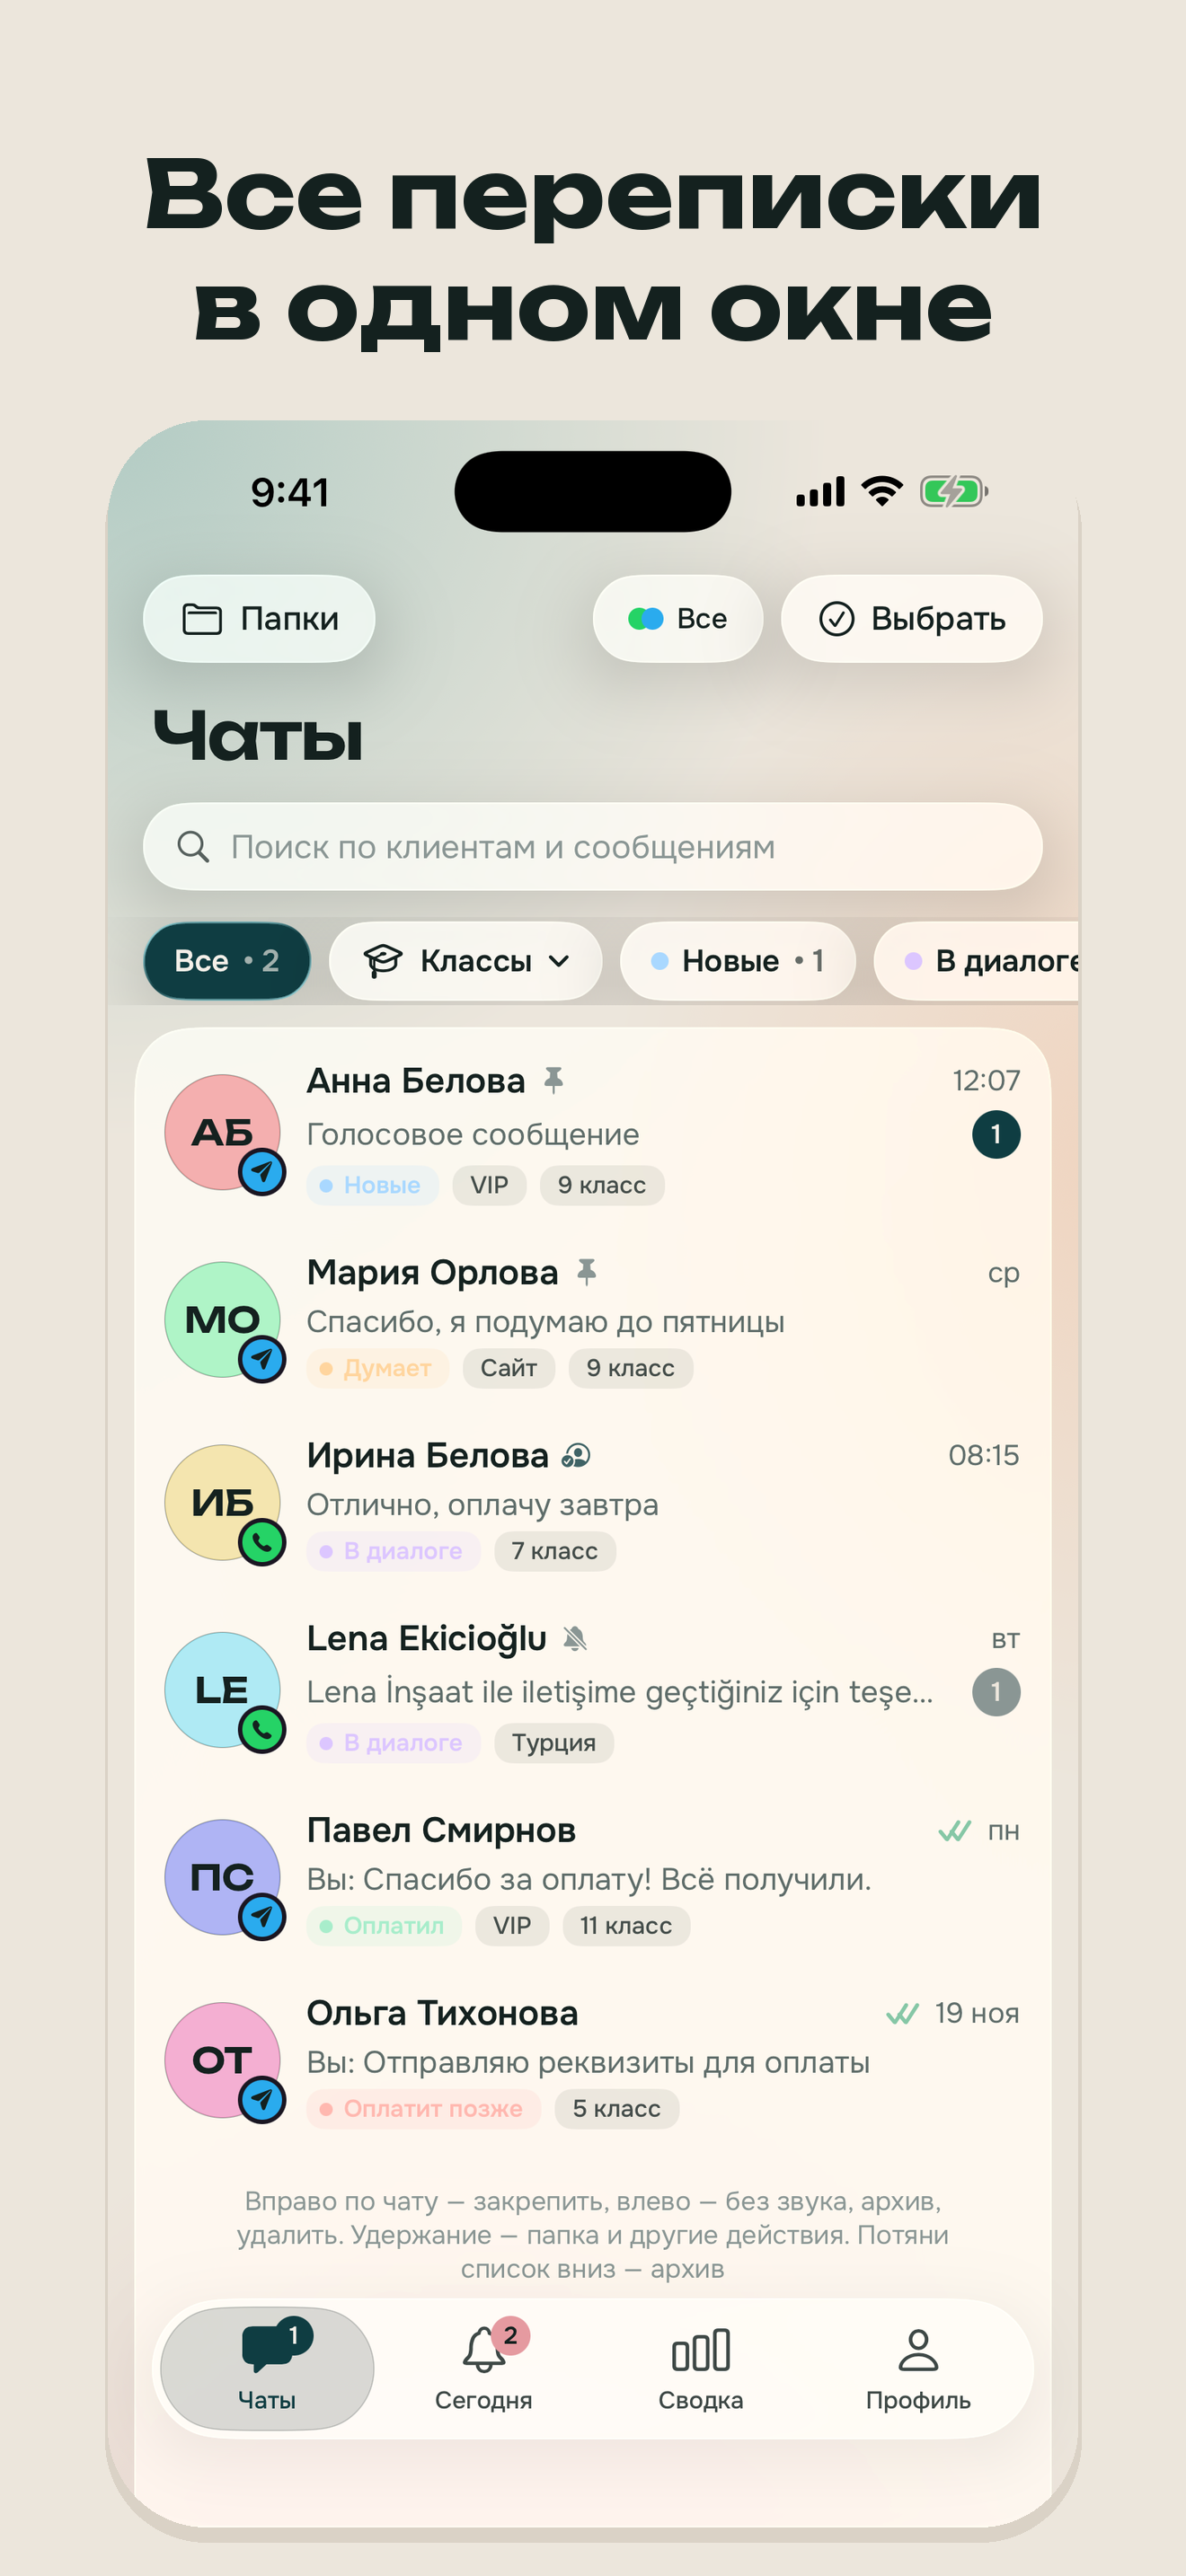 Все переписки
в одном окне
9:41
Папки
Все
Выбрать
Чаты
Поиск по клиентам и сообщениям
Все • 2
Классы
Новые • 1
В диалоге
АБ
Анна Белова
12:07
Голосовое сообщение
1
Новые
VIP
9 класс
МО
Мария Орлова
ср
Спасибо, я подумаю до пятницы
Думает
Сайт
9 класс
ИБ
Ирина Белова
08:15
Отлично, оплачу завтра
В диалоге
7 класс
LE
Lena Ekicioğlu
вт
Lena İnşaat ile iletişime geçtiğiniz için teşe...
1
В диалоге
Турция
ПС
Павел Смирнов
пн
Вы: Спасибо за оплату! Всё получили.
Оплатил
VIP
11 класс
ОТ
Ольга Тихонова
19 ноя
Вы: Отправляю реквизиты для оплаты
Оплатит позже
5 класс
Вправо по чату — закрепить, влево — без звука, архив,
удалить. Удержание — папка и другие действия. Потяни
список вниз — архив
1
Чаты
2
Сегодня
Сводка
Профиль